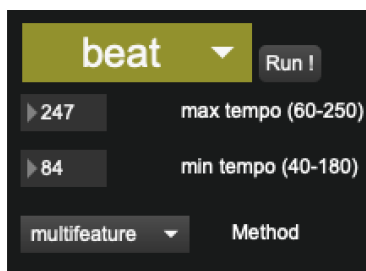 beat
Run !
247 max tempo (60-250)
84 min tempo (40-180)
multifeature Method